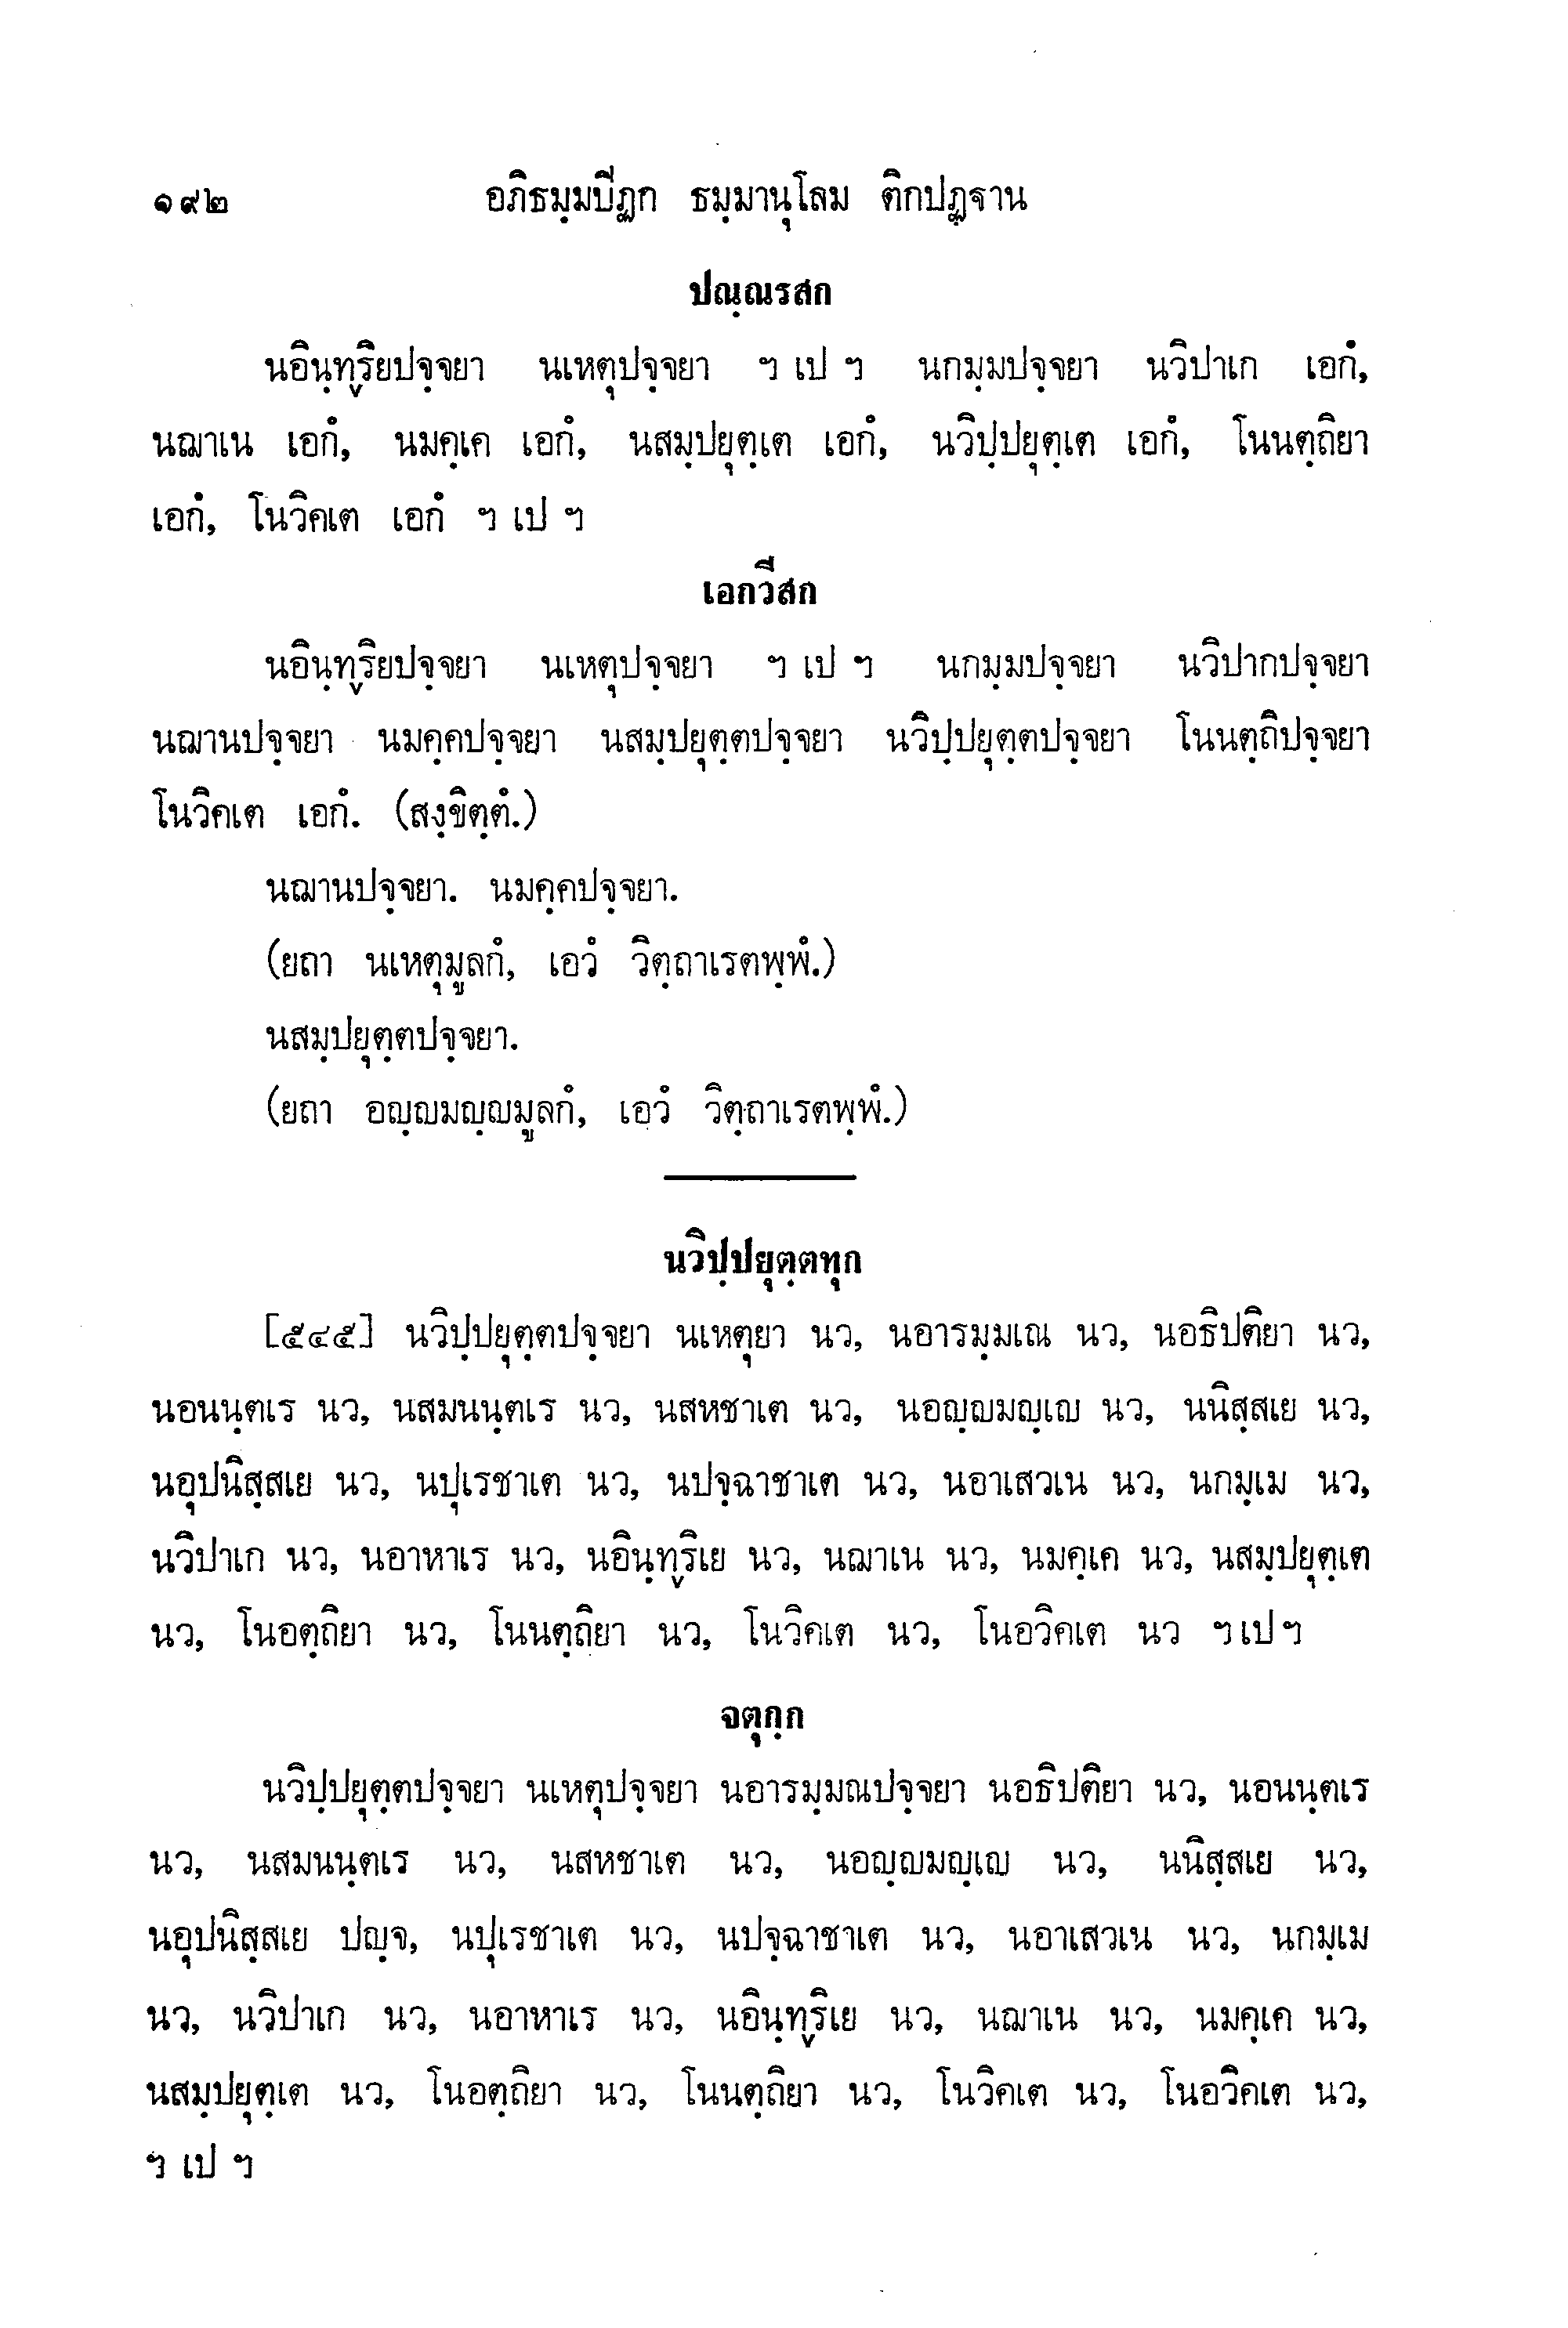 ๑๙๒ อภิธมฺมปีฏก ธมฺมานุโลม ติกปฏฺฐาน
ปณฺณรสก
นอินฺทฺริยปจฺจยา นเหตุปจฺจยา ฯ เป ฯ นกมฺมปจฺจยา นวิปาเก เอกํ,
นฌาเน เอกํ, นมคฺเค เอกํ, นสมฺปยุตฺเต เอกํ, นวิปฺปยุตฺเต เอกํ, โนนตฺถิยา
เอกํ, โนวิคเต เอกํ ฯ เป ฯ
เอกวีสก
นอินฺทฺริยปจฺจยา นเหตุปจฺจยา ฯ เป ฯ นกมฺมปจฺจยา นวิปากปจฺจยา
นฌานปจฺจยา นมคฺคปจฺจยา นสมฺปยุตฺตปจฺจยา นวิปฺปยุตฺตปจฺจยา โนนตฺถิปจฺจยา
โนวิคเต เอกํ. (สงฺขิตฺตํ.)
นฌานปจฺจยา. นมคฺคปจฺจยา.
(ยถา นเหตุมูลกํ, เอวํ วิตฺถาเรตพฺพํ.)
นสมฺปยุตฺตปจฺจยา.
(ยถา อญฺญมญฺญมูลกํ, เอวํ วิตฺถาเรตพฺพํ.)
นวิปฺปยุตฺตทุก
[๕๔๕] นวิปฺปยุตฺตปจฺจยา นเหตุยา นว, นอารมฺมเณ นว, นอธิปติยา นว,
นอนนฺตเร นว, นสมนนฺตเร นว, นสหชาเต นว, นอญฺญมญฺเญ นว, นนิสฺสเย นว,
นอุปนิสฺสเย นว, นปุเรชาเต นว, นปจฺฉาชาเต นว, นอาเสวเน นว, นกมฺเม นว,
นวิปาเก นว, นอาหาเร นว, นอินฺทฺริเย นว, นฌาเน นว, นมคฺเค นว, นสมฺปยุตฺเต
นว, โนอตฺถิยา นว, โนนตฺถิยา นว, โนวิคเต นว, โนอวิคเต นว ฯ เป ฯ
จตุกฺก
นวิปฺปยุตฺตปจฺจยา นเหตุปจฺจยา นอารมฺมณปจฺจยา นอธิปติยา นว, นอนนฺตเร
นว, นสมนนฺตเร นว, นสหชาเต นว, นอญฺญมญฺเญ นว, นนิสฺสเย นว,
นอุปนิสฺสเย ปญฺจ, นปุเรชาเต นว, นปจฺฉาชาเต นว, นอาเสวเน นว, นกมฺเม
นว, นวิปาเก นว, นอาหาเร นว, นอินฺทฺริเย นว, นฌาเน นว, นมคฺเค นว,
นสมฺปยุตฺเต นว, โนอตฺถิยา นว, โนนตฺถิยา นว, โนวิคเต นว, โนอวิคเต นว,
ฯ เป ฯ